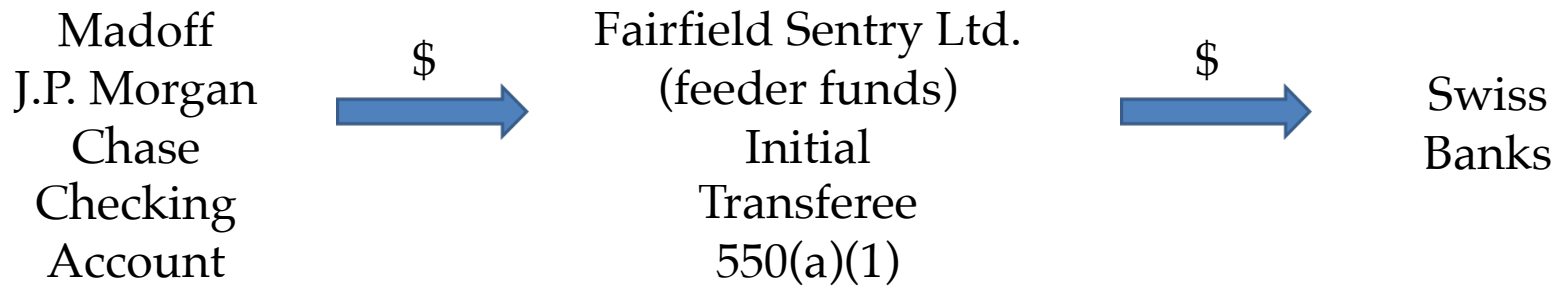 Madoff
J.P. Morgan
Chase
Checking
Account
$
Fairfield Sentry Ltd.
(feeder funds)
Initial
Transferee
550(a)(1)
$
Swiss
Banks